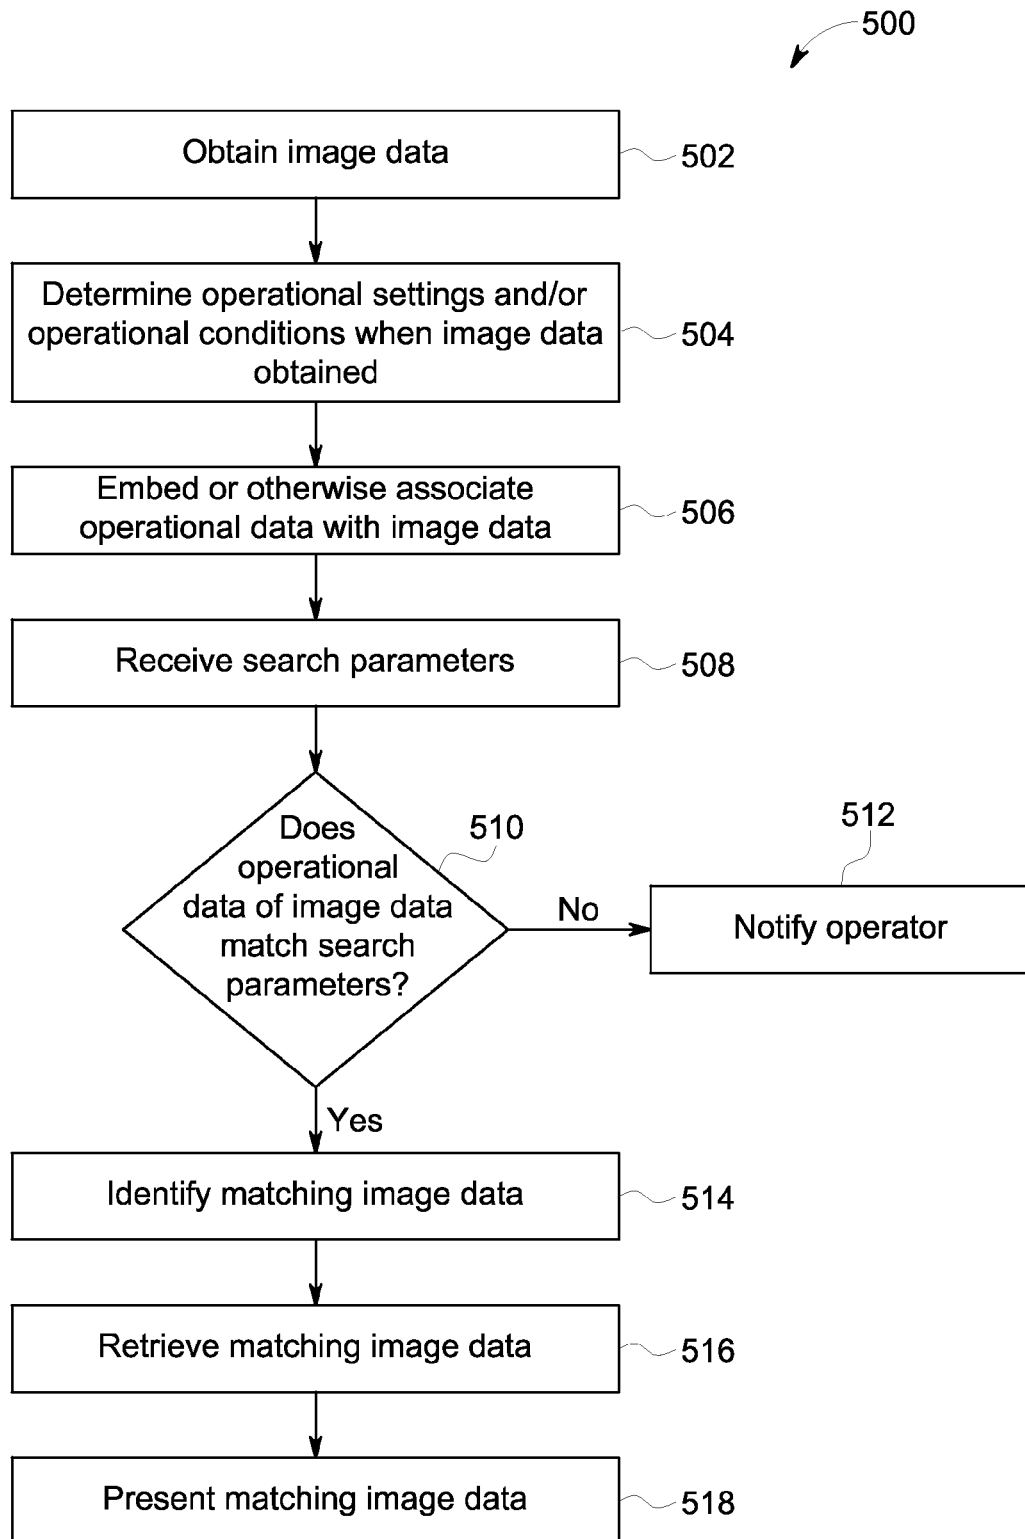 500
Obtain image data
502
Determine operational settings and/or
operational conditions when image data
obtained
504
Embed or otherwise associate
operational data with image data
506
Receive search parameters
508
Does
operational
data of image data
match search
parameters?
510
No
512
Notify operator
Yes
Identify matching image data
514
Retrieve matching image data
516
Present matching image data
518